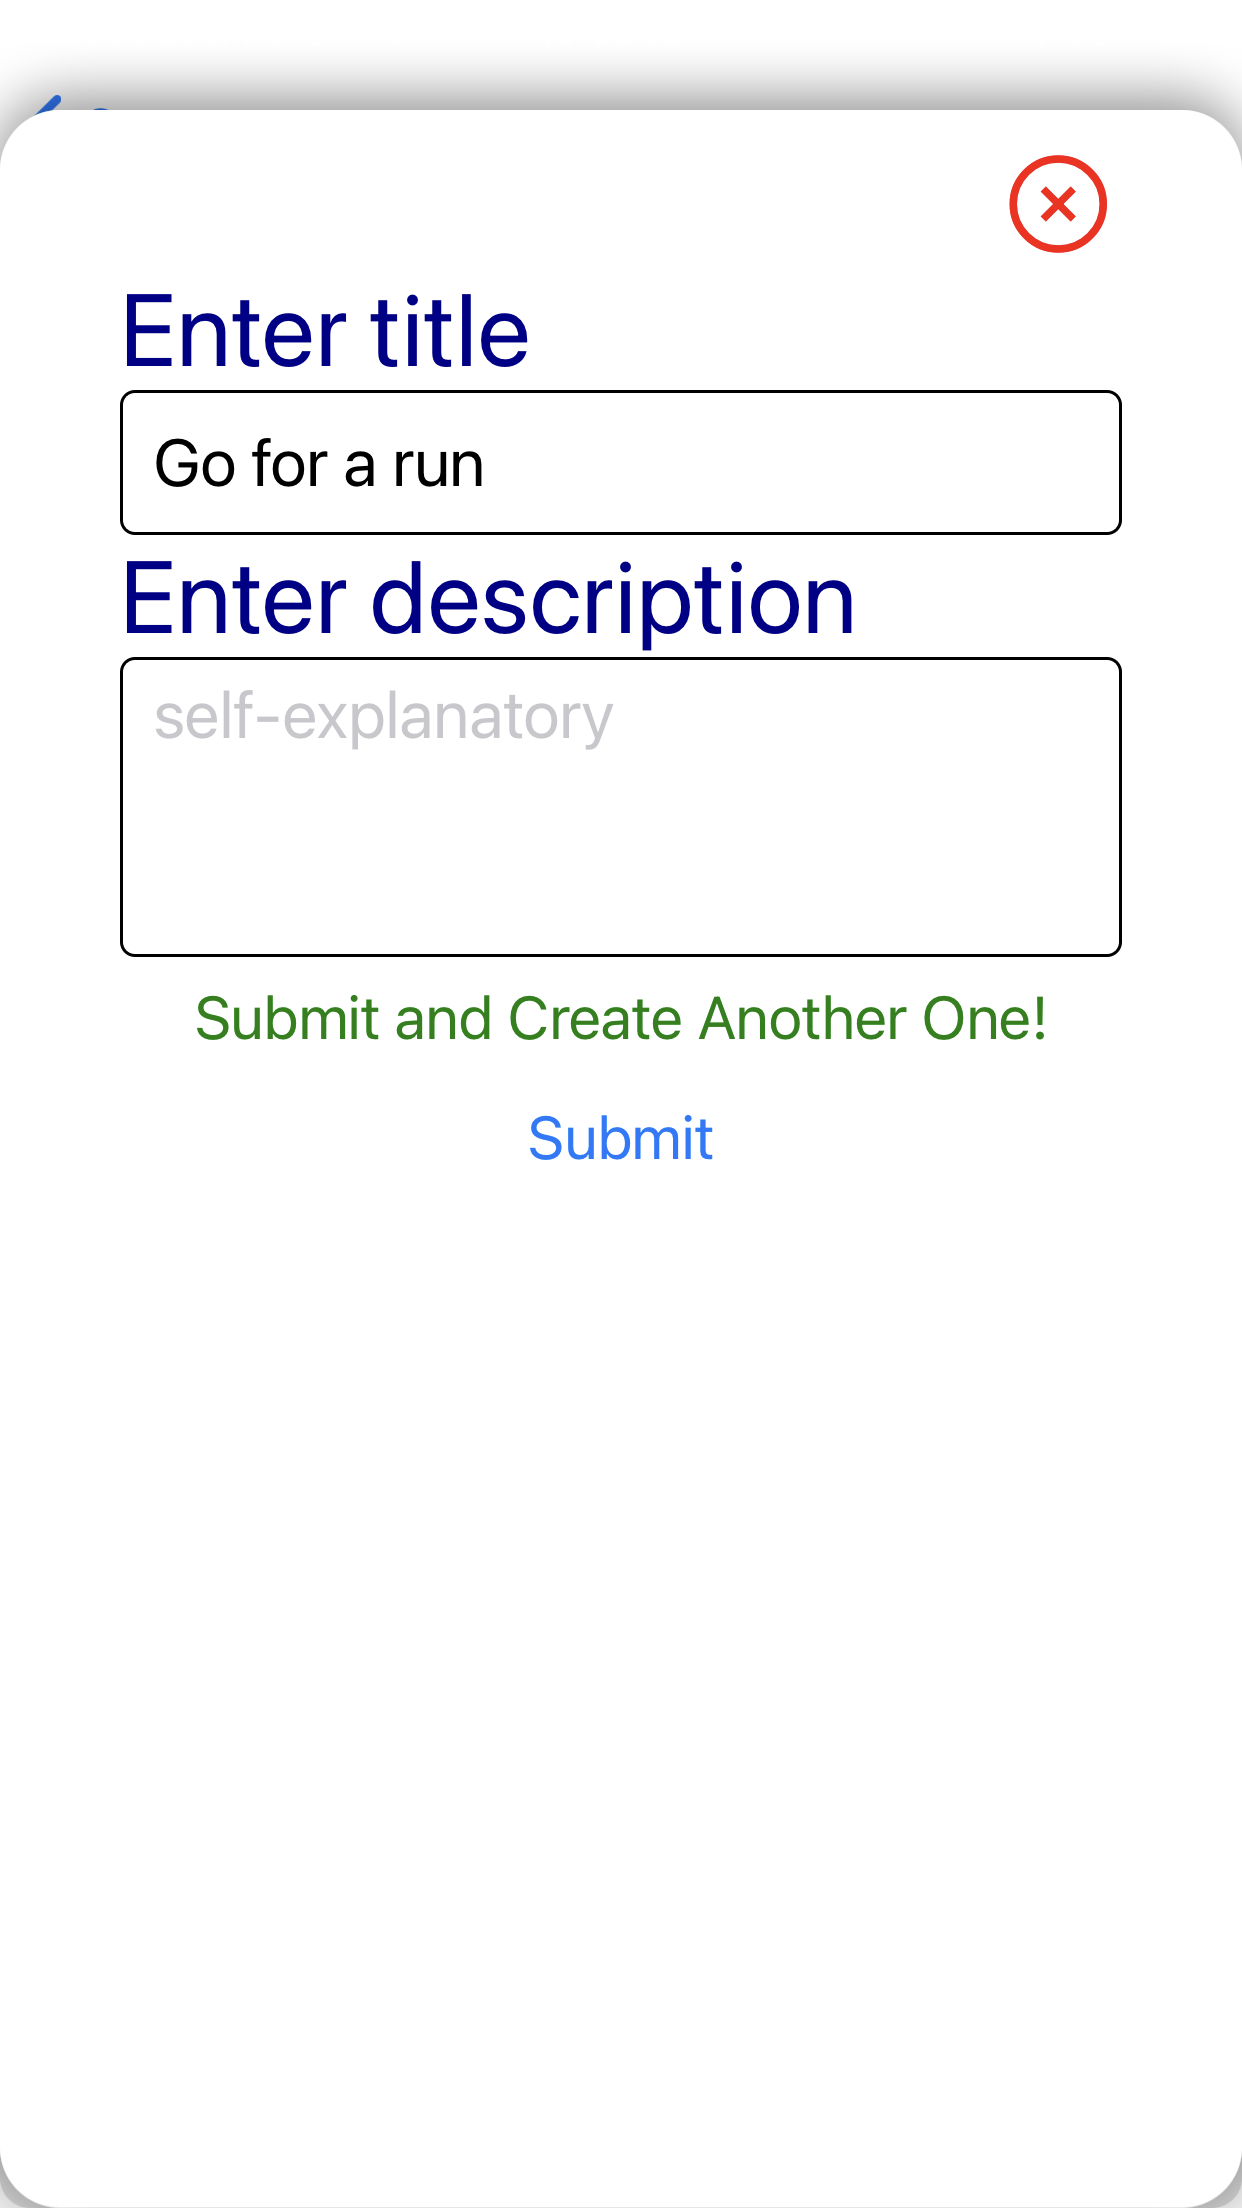 Enter title
Go for a run
Enter description
self-explanatory
Submit and Create Another One!
Submit